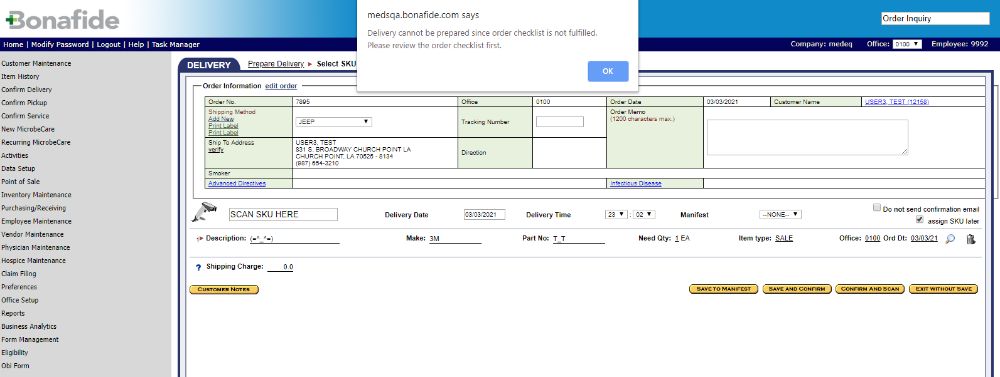 Bonafide
medsqa.bonafide.com says
Delivery cannot be prepared since order checklist is not fulfilled.
Please review the order checklist first.
OK
Order Inquiry
Home | Modify Password | Logout | Help | Task Manager
Company: medeq Office: 0100 Employee: 9992
Customer Maintenance
Item History
Confirm Delivery
Confirm Pickup
Confirm Service
New MicrobeCare
Recurring MicrobeCare
Activities
Data Setup
Point of Sale
Inventory Maintenance
Purchasing/Receiving
Employee Maintenance
Vendor Maintenance
Physician Maintenance
Hospice Maintenance
Claim Filing
Preferences
Office Setup
Reports
Business Analytics
Form Management
Eligibility
Obi Form
DELIVERY Prepare Delivery Select SKU
Order Information edit order
Order No. 7895 Office 0100 Order Date 03/03/2021 Customer Name USER3, TEST (12158)
Shipping Method
Add New
Print Label
Print Label
JEEP
Tracking Number
Order Memo
(1200 characters max.)
Ship To Address
verify
USER3, TEST
831 S. BROADWAY CHURCH POINT LA
CHURCH POINT, LA 70525 - 8134
(987) 654-3210
Direction
Smoker
Advanced Directives Infectious Disease
SCAN SKU HERE Delivery Date 03/03/2021 Delivery Time 23 : 02 Manifest --NONE--
Do not send confirmation email
assign SKU later
1 Description: (=^_^=) Make: 3M Part No: T_T Need Qty: 1 EA Item type: SALE Office: 0100 Ord Dt: 03/03/21
? Shipping Charge: 0.0
CUSTOMER NOTES SAVE TO MANIFEST SAVE AND CONFIRM CONFIRM AND SCAN EXIT WITHOUT SAVE